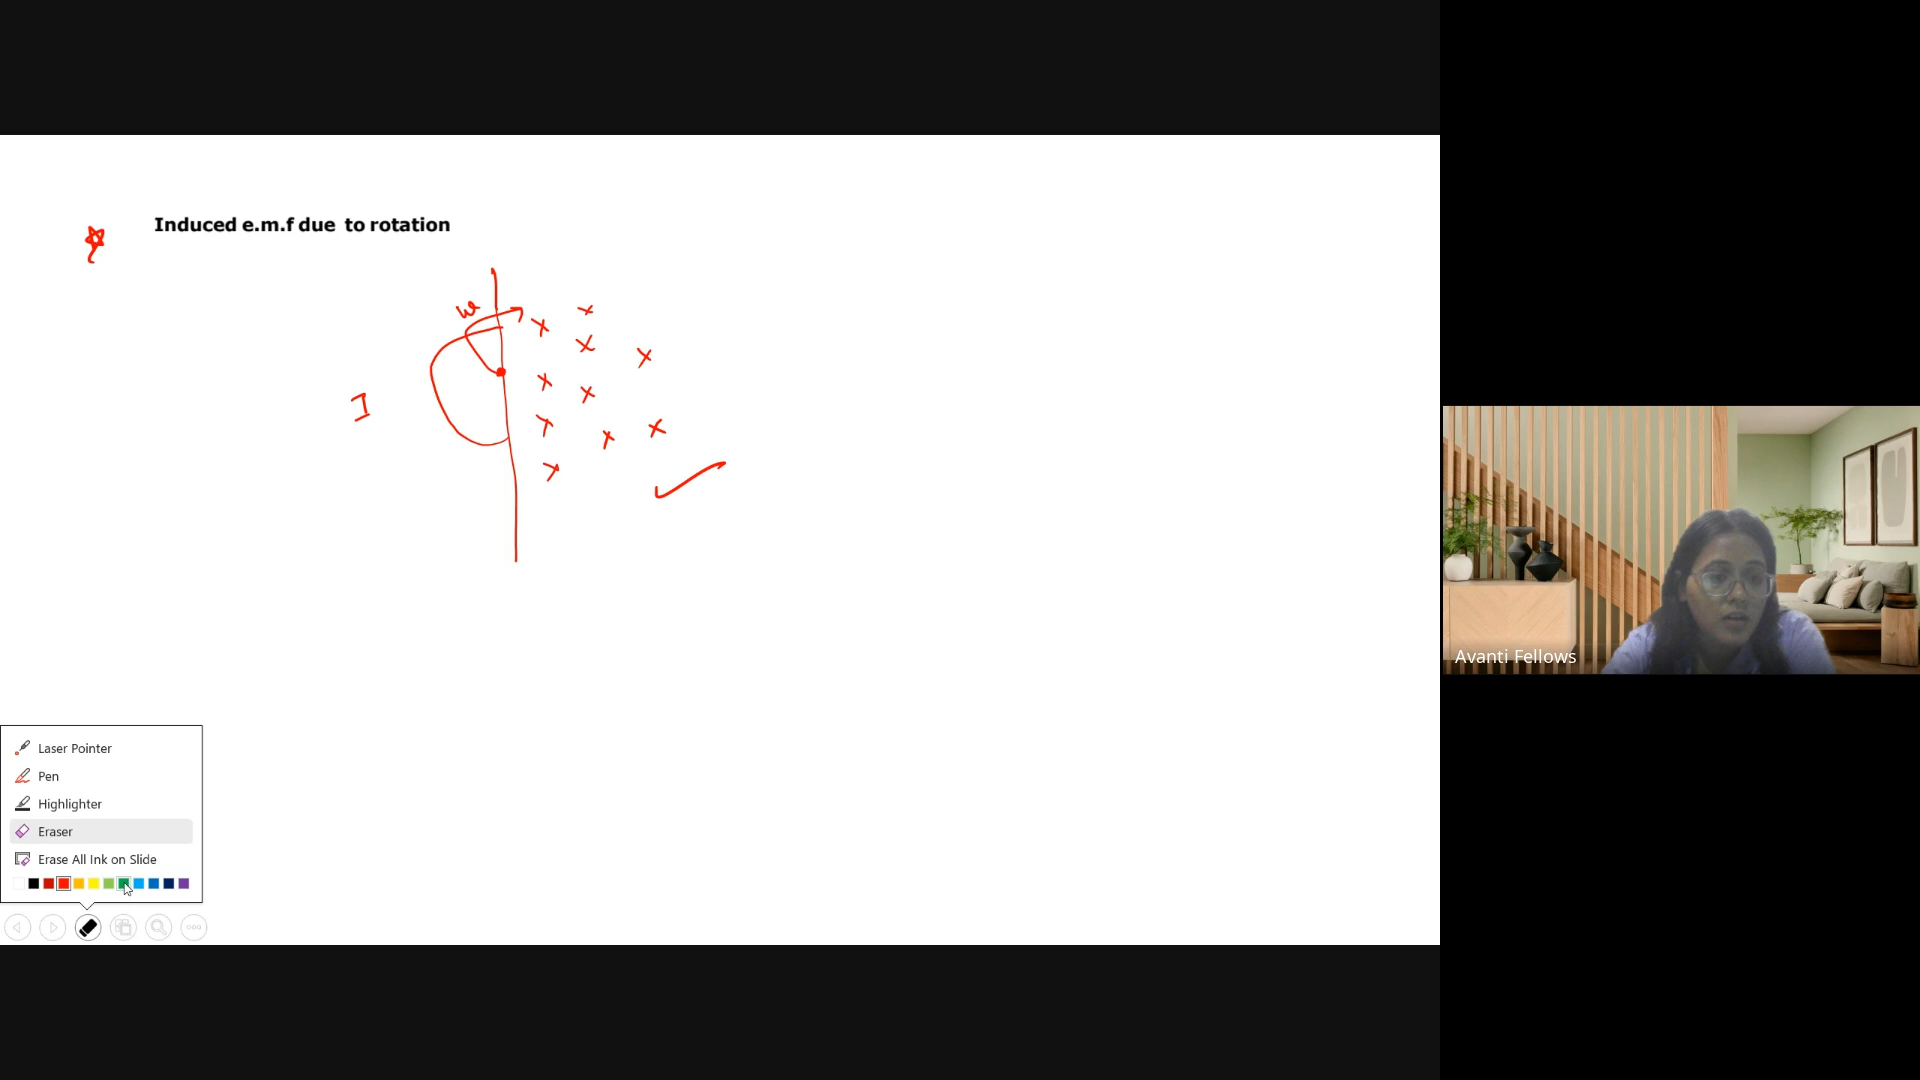 Induced e.m.f due to rotation
ω
x x
x x
x x
x x x
x
I
Laser Pointer
Pen
Highlighter
Eraser
Erase All Ink on Slide
Avanti Fellows